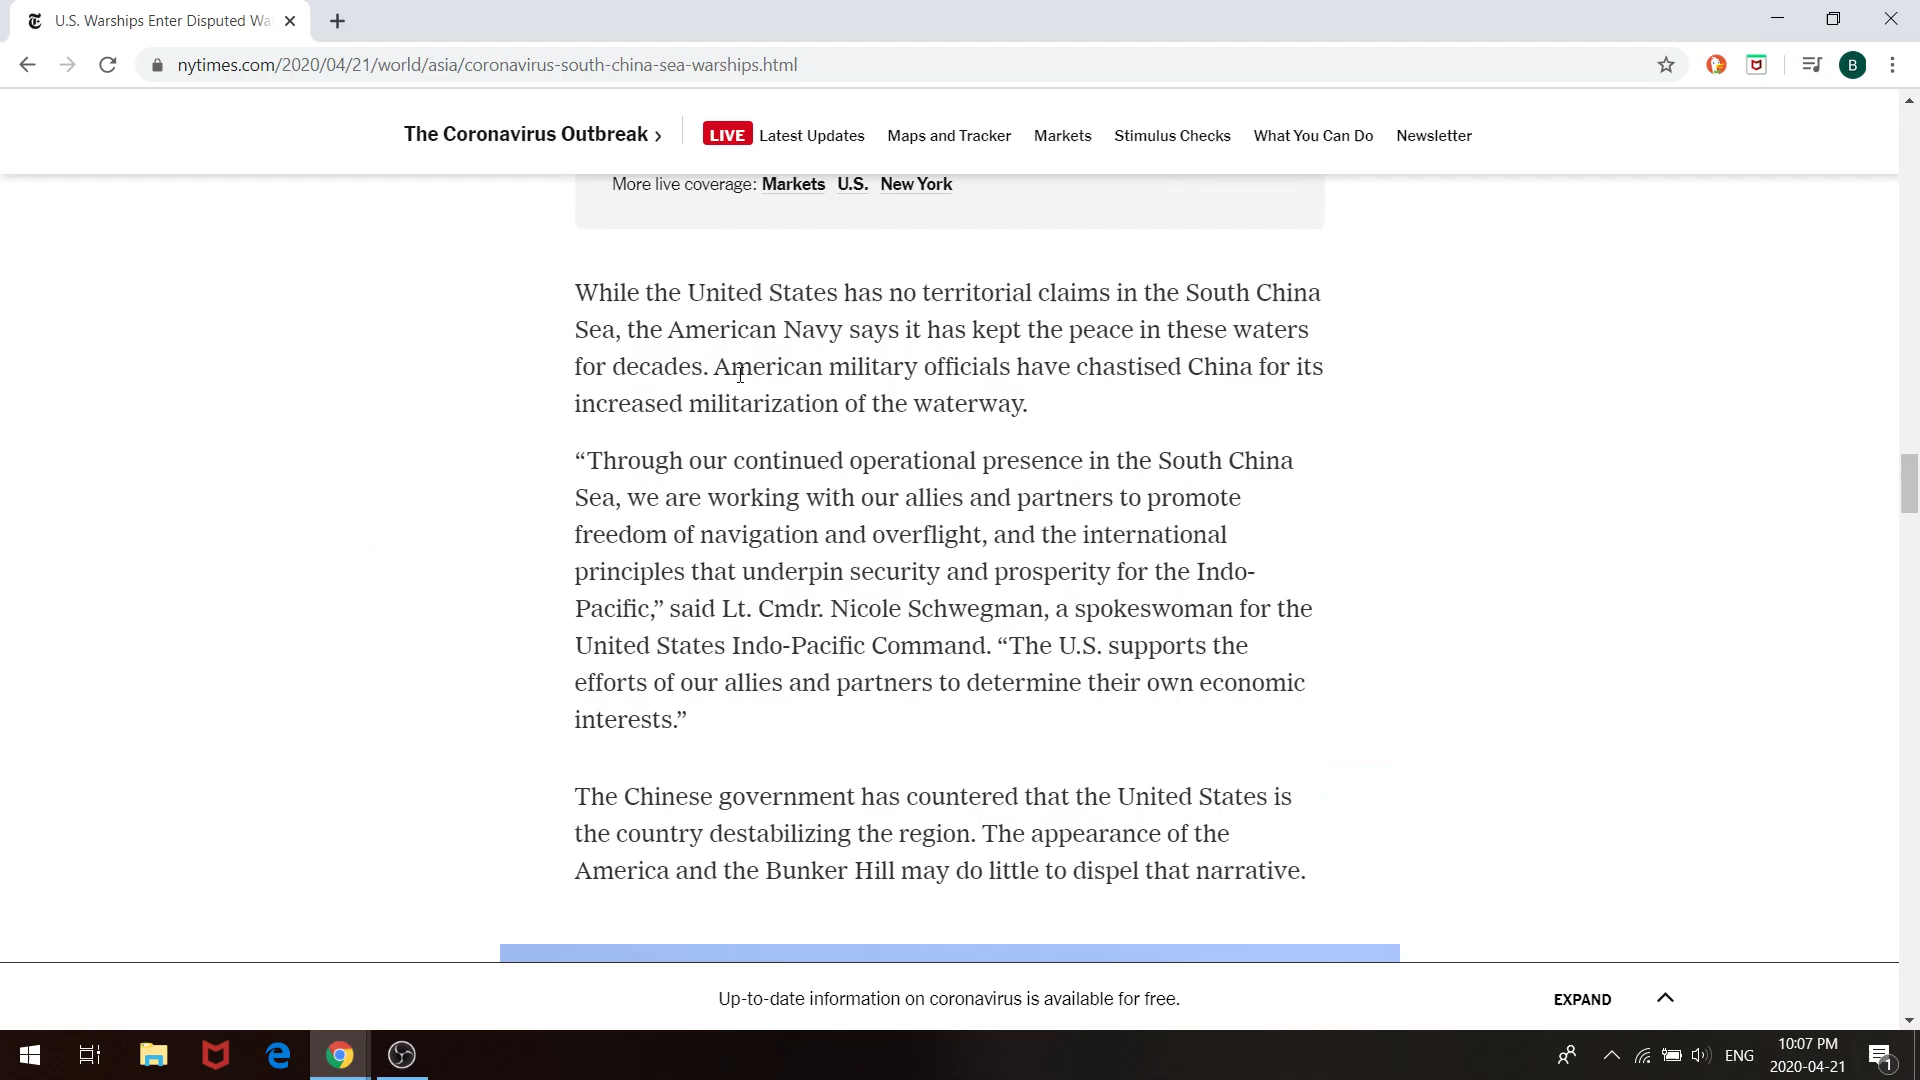 U.S. Warships Enter Disputed Wa
nytimes.com/2020/04/21/world/asia/coronavirus-south-china-sea-warships.html
B
The Coronavirus Outbreak ›
LIVE Latest Updates Maps and Tracker Markets Stimulus Checks What You Can Do Newsletter
More live coverage: Markets U.S. New York
While the United States has no territorial claims in the South China
Sea, the American Navy says it has kept the peace in these waters
for decades. American military officials have chastised China for its
increased militarization of the waterway.
“Through our continued operational presence in the South China
Sea, we are working with our allies and partners to promote
freedom of navigation and overflight, and the international
principles that underpin security and prosperity for the Indo-
Pacific,” said Lt. Cmdr. Nicole Schwegman, a spokeswoman for the
United States Indo-Pacific Command. “The U.S. supports the
efforts of our allies and partners to determine their own economic
interests.”
The Chinese government has countered that the United States is
the country destabilizing the region. The appearance of the
America and the Bunker Hill may do little to dispel that narrative.
Up-to-date information on coronavirus is available for free.
EXPAND
ENG
10:07 PM
2020-04-21
1